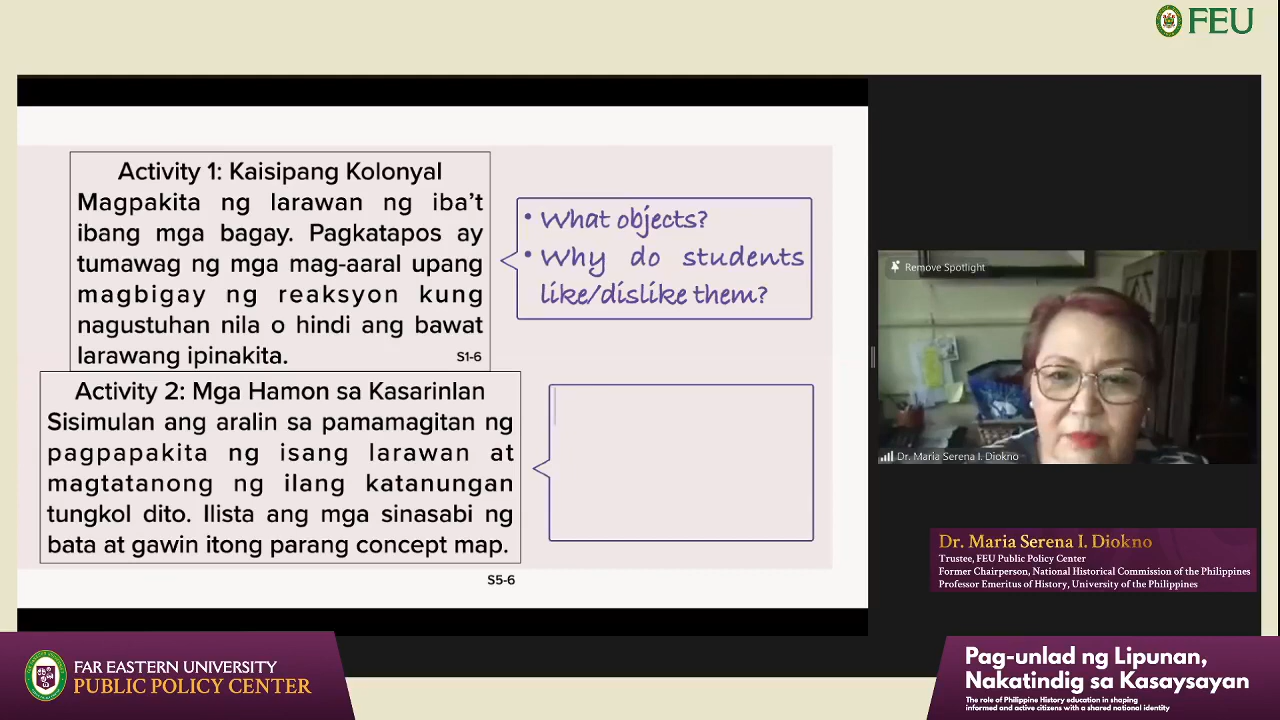 FEU
Activity 1: Kaisipang Kolonyal
Magpakita ng larawan ng iba't
ibang mga bagay. Pagkatapos ay
tumawag ng mga mag-aaral upang
magbigay ng reaksyon kung
nagustuhan nila o hindi ang bawat
larawang ipinakita.
S1-6
• What objects?
• Why do students
like/dislike them?
Activity 2: Mga Hamon sa Kasarinlan
Sisimulan ang aralin sa pamamagitan ng
pagpapakita ng isang larawan at
magtatanong ng ilang katanungan
tungkol dito. Ilista ang mga sinasabi ng
bata at gawin itong parang concept map.
S5-6
Remove Spotlight
Dr. Maria Serena I. Diokno
Dr. Maria Serena I. Diokno
Trustee, FEU Public Policy Center
Former Chairperson, National Historical Commission of the Philippines
Professor Emeritus of History, University of the Philippines
FAR EASTERN UNIVERSITY
PUBLIC POLICY CENTER
Pag-unlad ng Lipunan,
Nakatindig sa Kasaysayan
The role of Philippine History education in shaping
informed and active citizens with a shared national identity